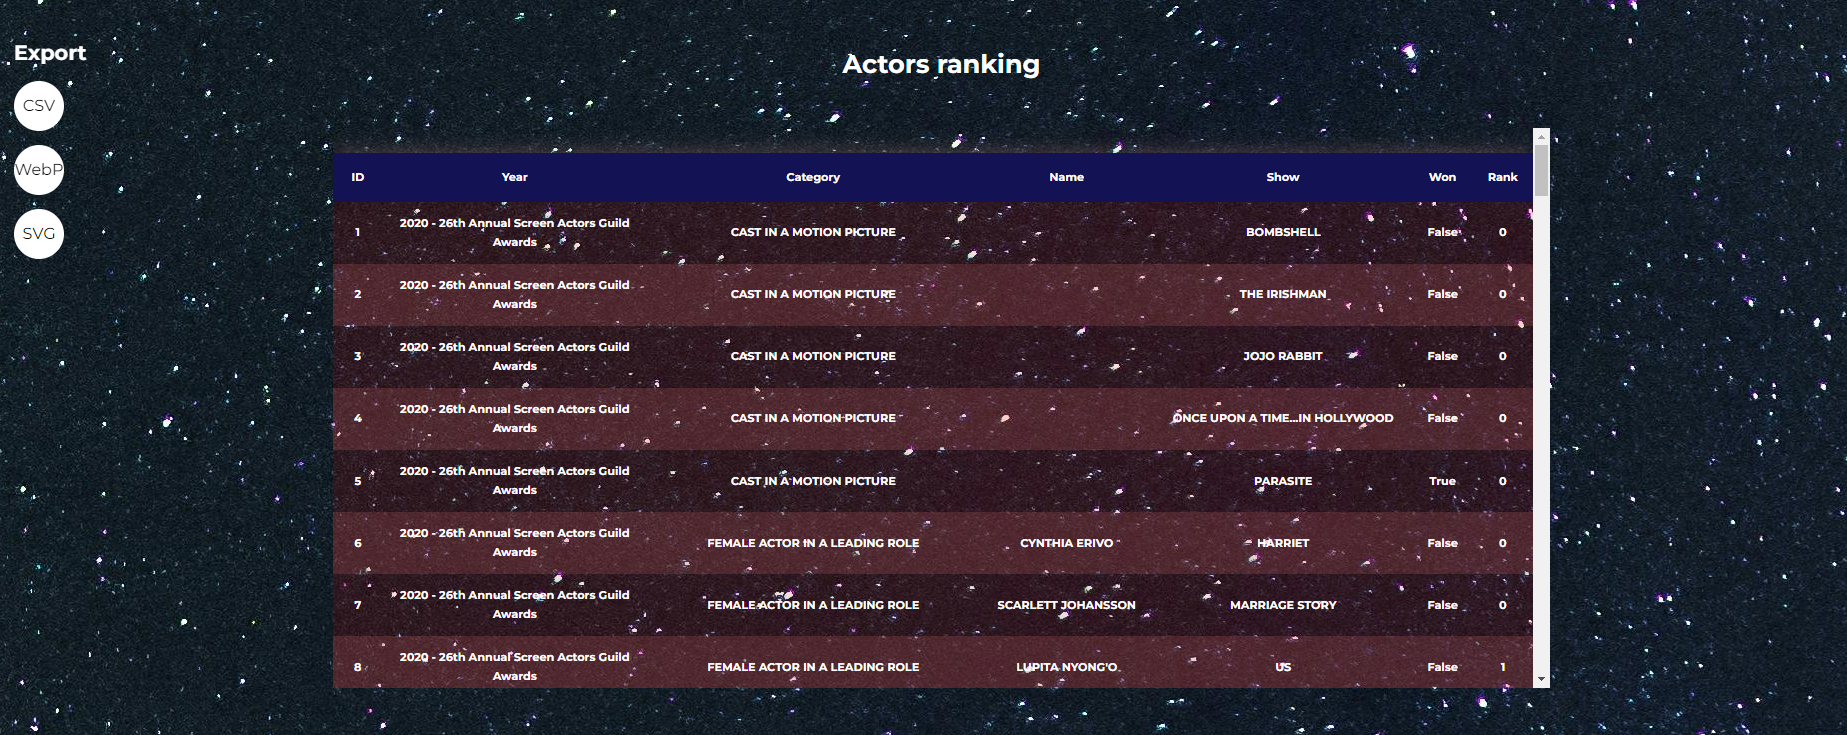 Export
CSV
WebP
SVG
Actors ranking
ID Year Category Name Show Won Rank
1 2020 - 26th Annual Screen Actors Guild Awards CAST IN A MOTION PICTURE BOMBSHELL False 0
2 2020 - 26th Annual Screen Actors Guild Awards CAST IN A MOTION PICTURE THE IRISHMAN False 0
3 2020 - 26th Annual Screen Actors Guild Awards CAST IN A MOTION PICTURE JOJO RABBIT False 0
4 2020 - 26th Annual Screen Actors Guild Awards CAST IN A MOTION PICTURE ONCE UPON A TIME...IN HOLLYWOOD False 0
5 2020 - 26th Annual Screen Actors Guild Awards CAST IN A MOTION PICTURE PARASITE True 0
6 2020 - 26th Annual Screen Actors Guild Awards FEMALE ACTOR IN A LEADING ROLE CYNTHIA ERIVO HARRIET False 0
7 2020 - 26th Annual Screen Actors Guild Awards FEMALE ACTOR IN A LEADING ROLE SCARLETT JOHANSSON MARRIAGE STORY False 0
8 2020 - 26th Annual Screen Actors Guild Awards FEMALE ACTOR IN A LEADING ROLE LUPITA NYONG'O US False 1